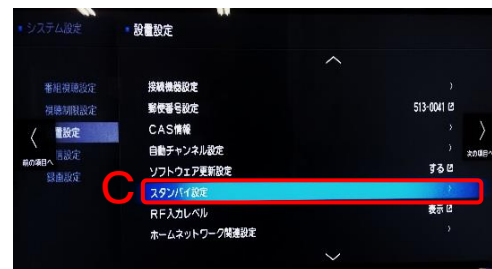 システム設定
設置設定
番組視聴設定
視聴制限設定
置設定
信設定
録画設定
前の項目へ
次の項目へ
接続機器設定
郵便番号設定 513-0041
CAS情報
自動チャンネル設定
ソフトウェア更新設定 する
C スタンバイ設定
RF入力レベル 表示
ホームネットワーク関連設定